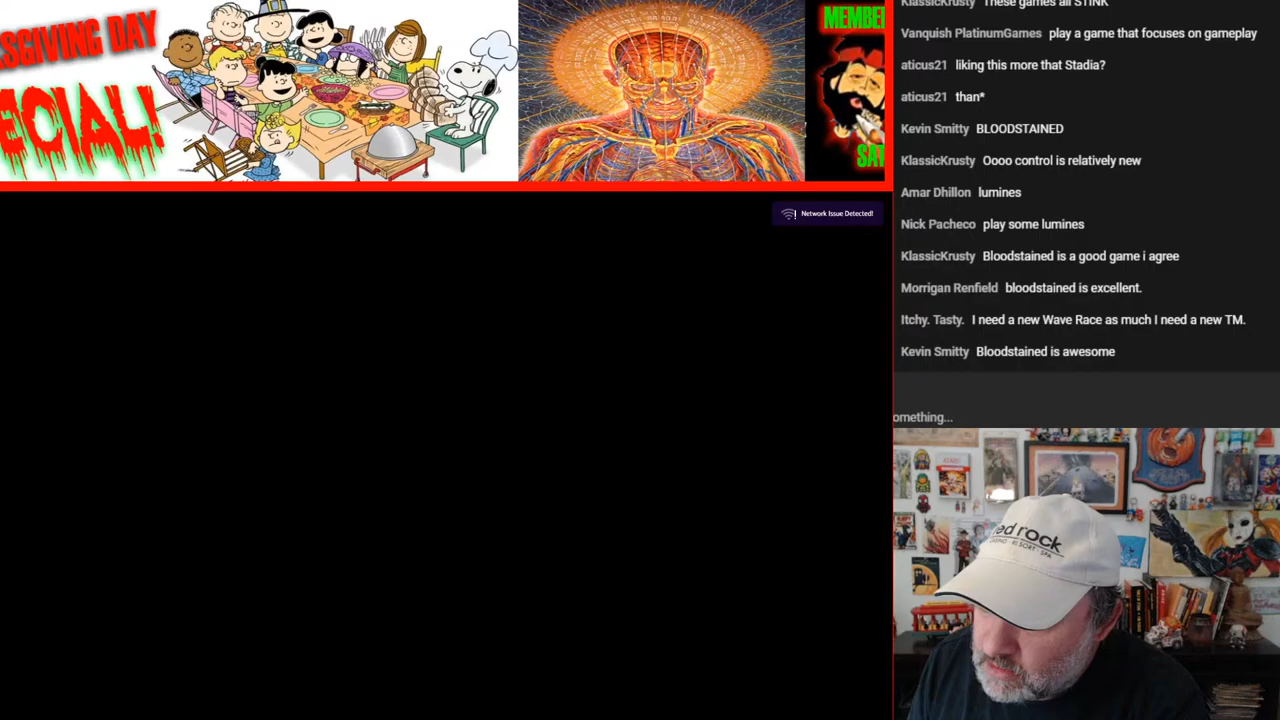 SGIVING DAY
ECIAL!
MEMBE
SA
Network Issue Detected!
KlassicKrusty These games all STINK
Vanquish PlatinumGames play a game that focuses on gameplay
aticus21 liking this more that Stadia?
aticus21 than*
Kevin Smitty BLOODSTAINED
KlassicKrusty Oooo control is relatively new
Amar Dhillon lumines
Nick Pacheco play some lumines
KlassicKrusty Bloodstained is a good game i agree
Morrigan Renfield bloodstained is excellent.
Itchy. Tasty. I need a new Wave Race as much I need a new TM.
Kevin Smitty Bloodstained is awesome
omething...
red rock
CASINO · RESORT · SPA